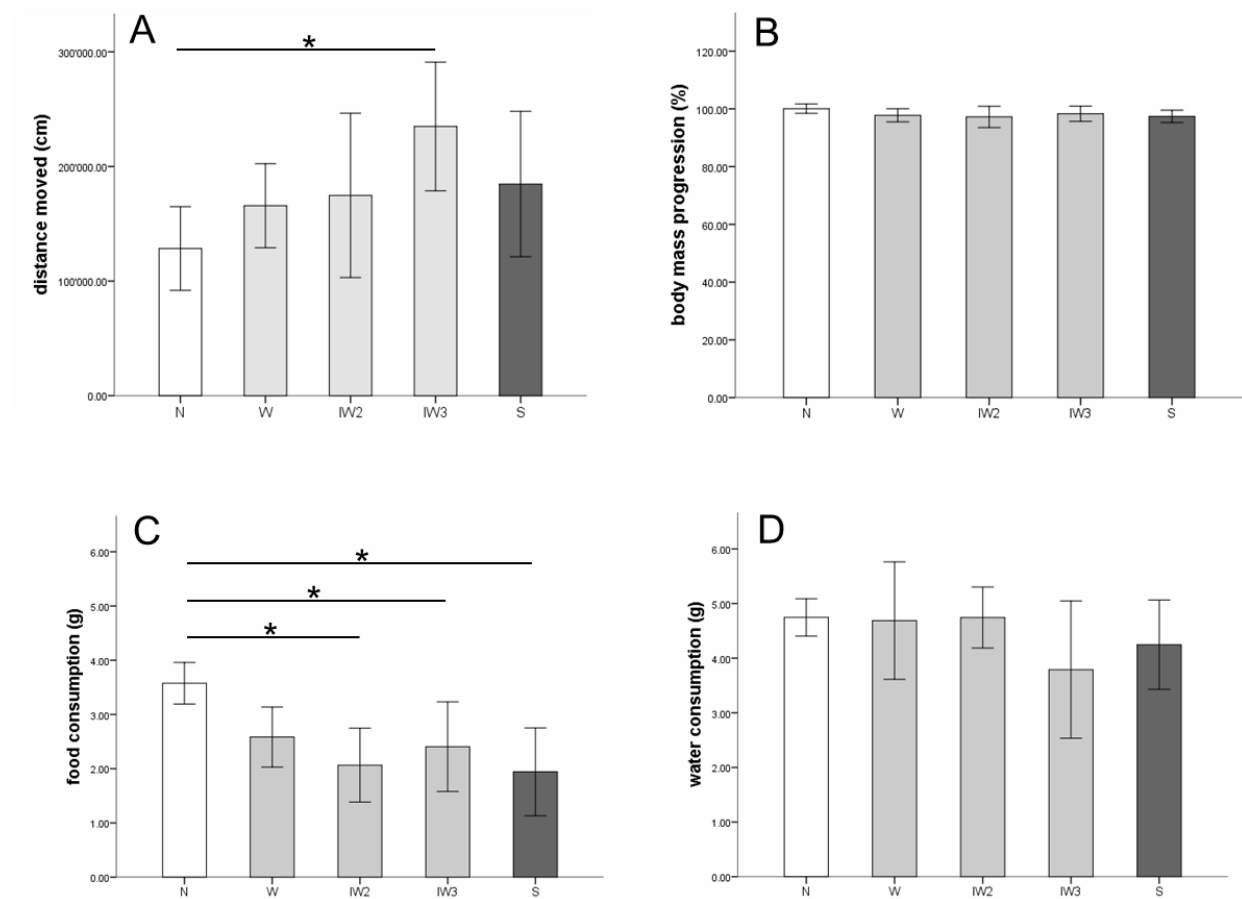 A
*
distance moved (cm)
300'000.00
200'000.00
100'000.00
0.00
N W IW2 IW3 S
B
body mass progression (%)
120.00
100.00
80.00
60.00
40.00
20.00
0.00
N W IW2 IW3 S
C
*
*
*
food consumption (g)
6.00
5.00
4.00
3.00
2.00
1.00
0.00
N W IW2 IW3 S
D
water consumption (g)
6.00
5.00
4.00
3.00
2.00
1.00
0.00
N W IW2 IW3 S